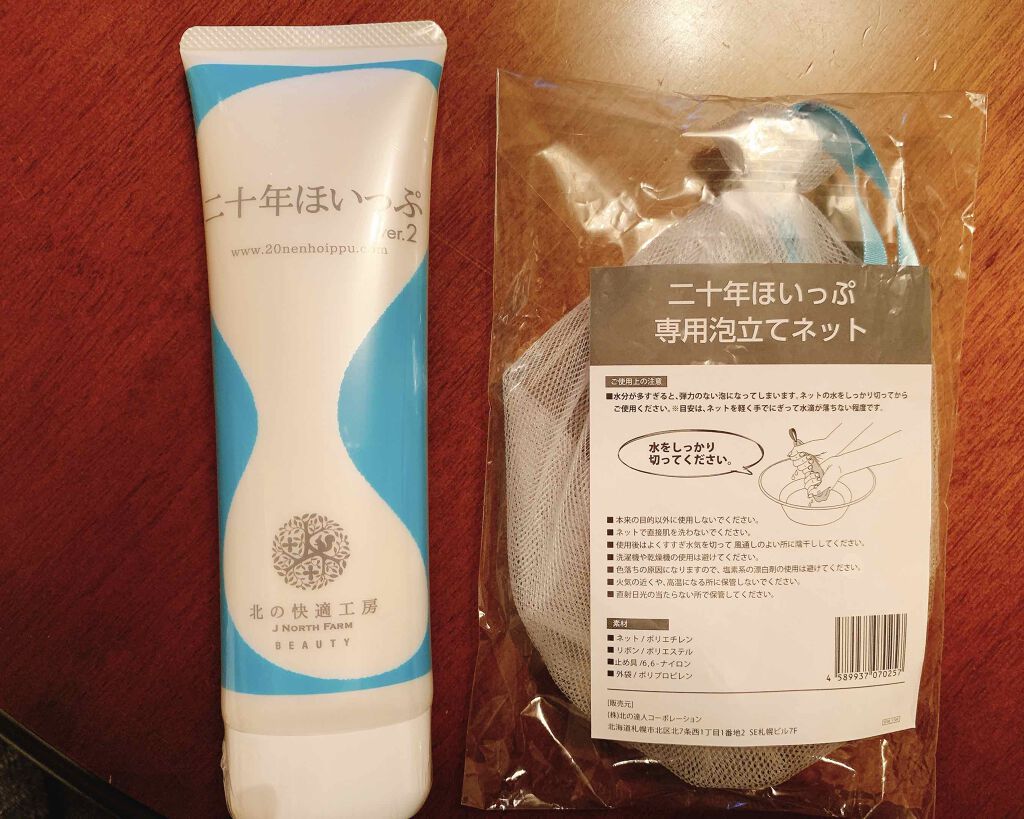 二十年ほいっぷ
ver.2
www.20nenhoippu.com
北の快適工房
J NORTH FARM
BEAUTY
二十年ほいっぷ
専用泡立てネット
ご使用上の注意
■水分が多すぎると、弾力のない泡になってしまいます。ネットの水をしっかり切ってから
ご使用ください。※目安は、ネットを軽く手でにぎって水滴が落ちない程度です。
水をしっかり
切ってください。
■ 本来の目的以外に使用しないでください。
■ ネットで直接肌を洗わないでください。
■ 使用後はよくすすぎ水気を切って 風通しのよい所に陰干ししてください。
■ 洗濯機や乾燥機の使用は避けてください。
■ 色落ちの原因になりますので、塩素系の漂白剤の使用は避けてください。
■ 火気の近くや、高温になる所に保管しないでください。
■ 直射日光の当たらない所で保管してください。
素材
■ ネット/ポリエチレン
■ リボン/ポリエステル
■止め具/6,6-ナイロン
■ 外袋/ポリプロピレン
4 589937 070257
[販売元]
(株)北の達人コーポレーション
北海道札幌市北区北7条西1丁目1番地2 SE札幌ビル7F